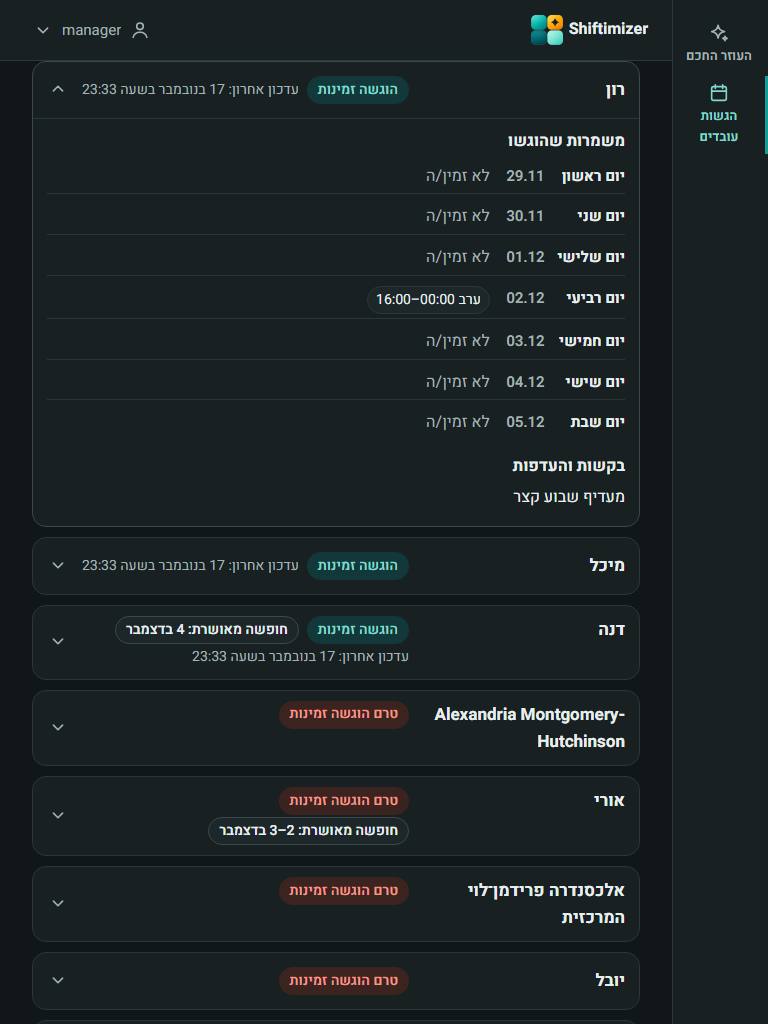 Shiftimizer
manager
העוזר החכם
הגשות
עובדים
רון
הוגשה זמינות
עדכון אחרון: 17 בנובמבר בשעה 23:33
משמרות שהוגשו
יום ראשון 29.11 לא זמין/ה
יום שני 30.11 לא זמין/ה
יום שלישי 01.12 לא זמין/ה
יום רביעי 02.12 ערב 16:00–00:00
יום חמישי 03.12 לא זמין/ה
יום שישי 04.12 לא זמין/ה
יום שבת 05.12 לא זמין/ה
בקשות והעדפות
מעדיף שבוע קצר
מיכל
הוגשה זמינות
עדכון אחרון: 17 בנובמבר בשעה 23:33
דנה
הוגשה זמינות
חופשה מאושרת: 4 בדצמבר
עדכון אחרון: 17 בנובמבר בשעה 23:33
Alexandria Montgomery-
Hutchinson
טרם הוגשה זמינות
אורי
טרם הוגשה זמינות
חופשה מאושרת: 2–3 בדצמבר
אלכסנדרה פרידמן־לוי
המרכזית
טרם הוגשה זמינות
יובל
טרם הוגשה זמינות